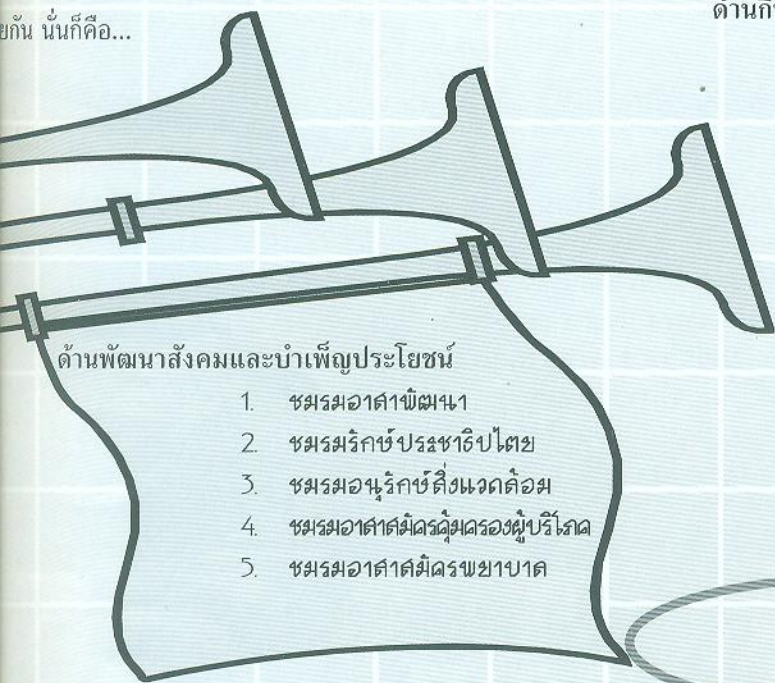 ยกัน นั่นก็คือ...
ด้านพัฒนาสังคมและบำเพ็ญประโยชน์
1. ชมรมอาสาพัฒนา
2. ชมรมรักษ์ประชาธิปไตย
3. ชมรมอนุรักษ์สิ่งแวดล้อม
4. ชมรมอาสาสมัครคุ้มครองผู้บริโภค
5. ชมรมอาสาสมัครพยาบาล